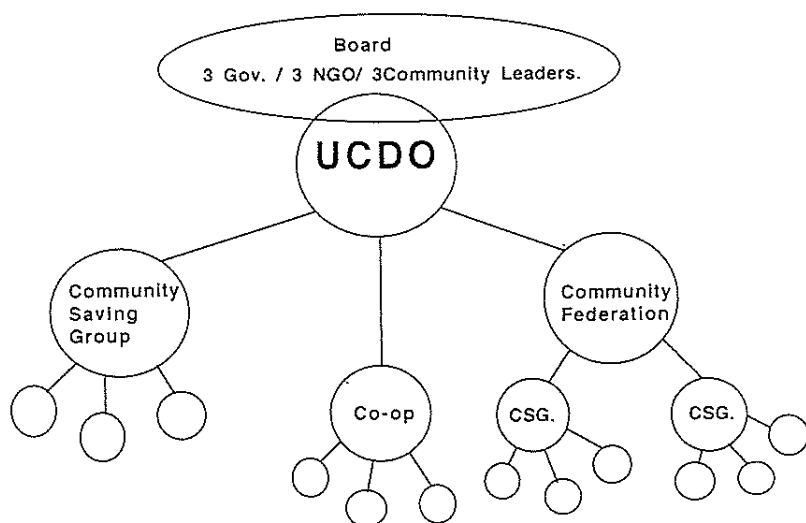 Board
3 Gov. / 3 NGO/ 3Community Leaders.
UCDO
Community
Saving
Group
Community
Federation
Co-op
CSG.
CSG.